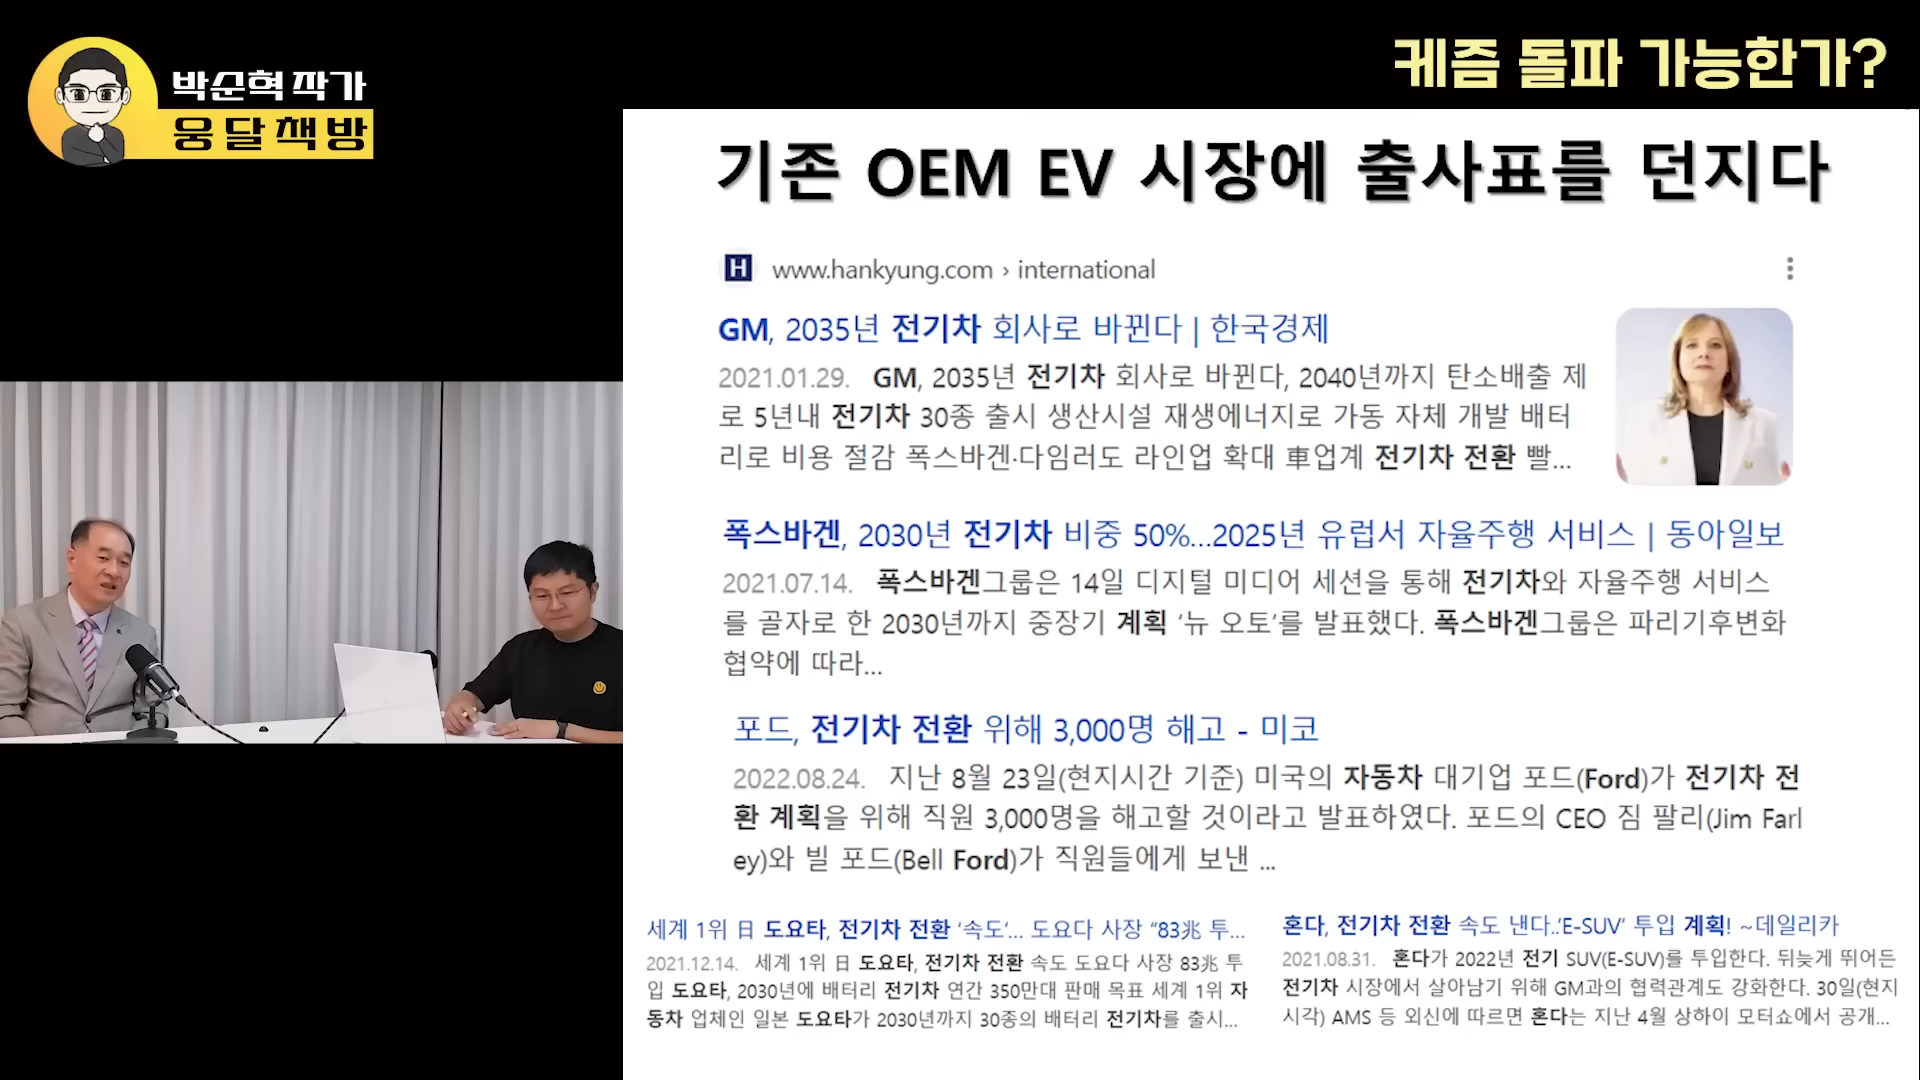 박순혁 작가
웅달책방
케즘 돌파 가능한가?
기존 OEM EV 시장에 출사표를 던지다
H
www.hankyung.com › international
GM, 2035년 전기차 회사로 바뀐다 | 한국경제
2021.01.29. GM, 2035년 전기차 회사로 바뀐다, 2040년까지 탄소배출 제
로 5년내 전기차 30종 출시 생산시설 재생에너지로 가동 자체 개발 배터
리로 비용 절감 폭스바겐·다임러도 라인업 확대 車업계 전기차 전환 빨...
폭스바겐, 2030년 전기차 비중 50%...2025년 유럽서 자율주행 서비스 | 동아일보
2021.07.14. 폭스바겐그룹은 14일 디지털 미디어 세션을 통해 전기차와 자율주행 서비스
를 골자로 한 2030년까지 중장기 계획 ‘뉴 오토’를 발표했다. 폭스바겐그룹은 파리기후변화
협약에 따라...
포드, 전기차 전환 위해 3,000명 해고 - 미코
2022.08.24. 지난 8월 23일(현지시간 기준) 미국의 자동차 대기업 포드(Ford)가 전기차 전
환 계획을 위해 직원 3,000명을 해고할 것이라고 발표하였다. 포드의 CEO 짐 팔리(Jim Farl
ey)와 빌 포드(Bell Ford)가 직원들에게 보낸 ...
세계 1위 日 도요타, 전기차 전환 ‘속도’... 도요다 사장 “83兆 투...
2021.12.14. 세계 1위 日 도요타, 전기차 전환 속도 도요다 사장 83兆 투
입 도요타, 2030년에 배터리 전기차 연간 350만대 판매 목표 세계 1위 자
동차 업체인 일본 도요타가 2030년까지 30종의 배터리 전기차를 출시...
혼다, 전기차 전환 속도 낸다..‘E-SUV’ 투입 계획! ~데일리카
2021.08.31. 혼다가 2022년 전기 SUV(E-SUV)를 투입한다. 뒤늦게 뛰어든
전기차 시장에서 살아남기 위해 GM과의 협력관계도 강화한다. 30일(현지
시각) AMS 등 외신에 따르면 혼다는 지난 4월 상하이 모터쇼에서 공개...